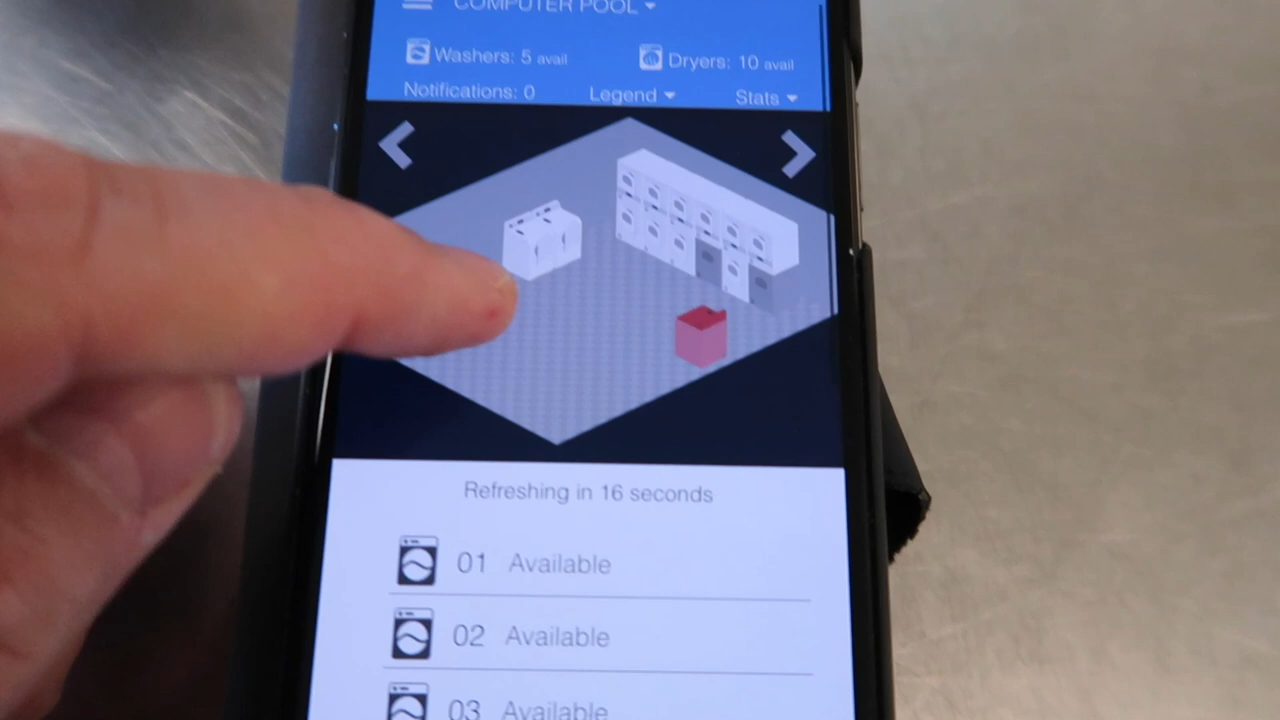 COMPUTER POOL
Washers: 5 avail
Dryers: 10 avail
Notifications: 0
Legend
Stats
Refreshing in 16 seconds
01 Available
02 Available
03 Available